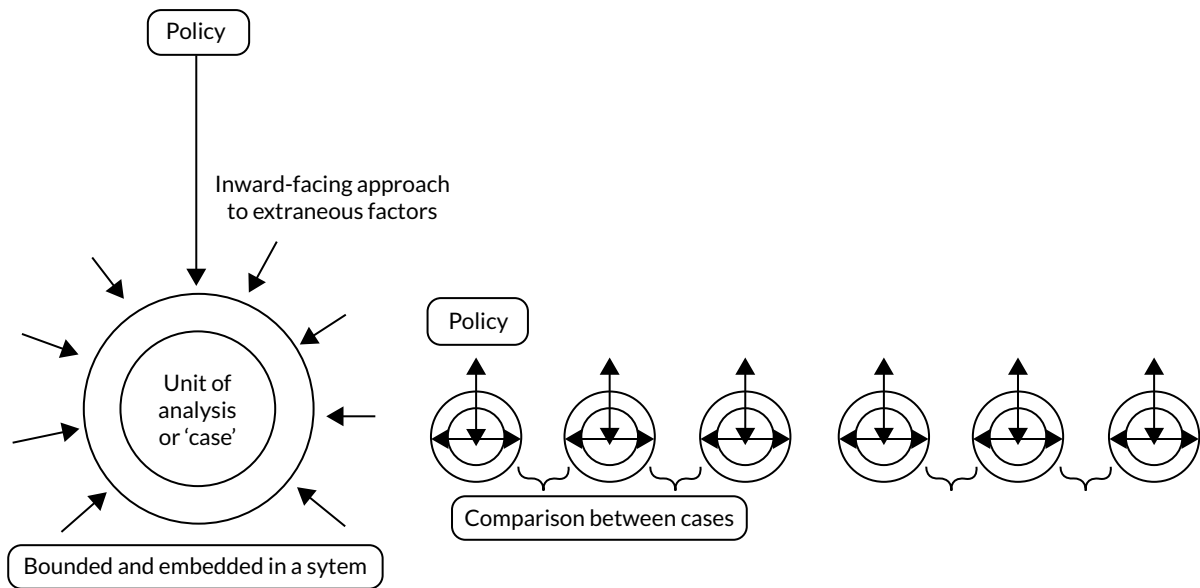 Policy
Inward-facing approach
to extraneous factors
Policy
Unit of
analysis
or ‘case’
Comparison between cases
Bounded and embedded in a sytem